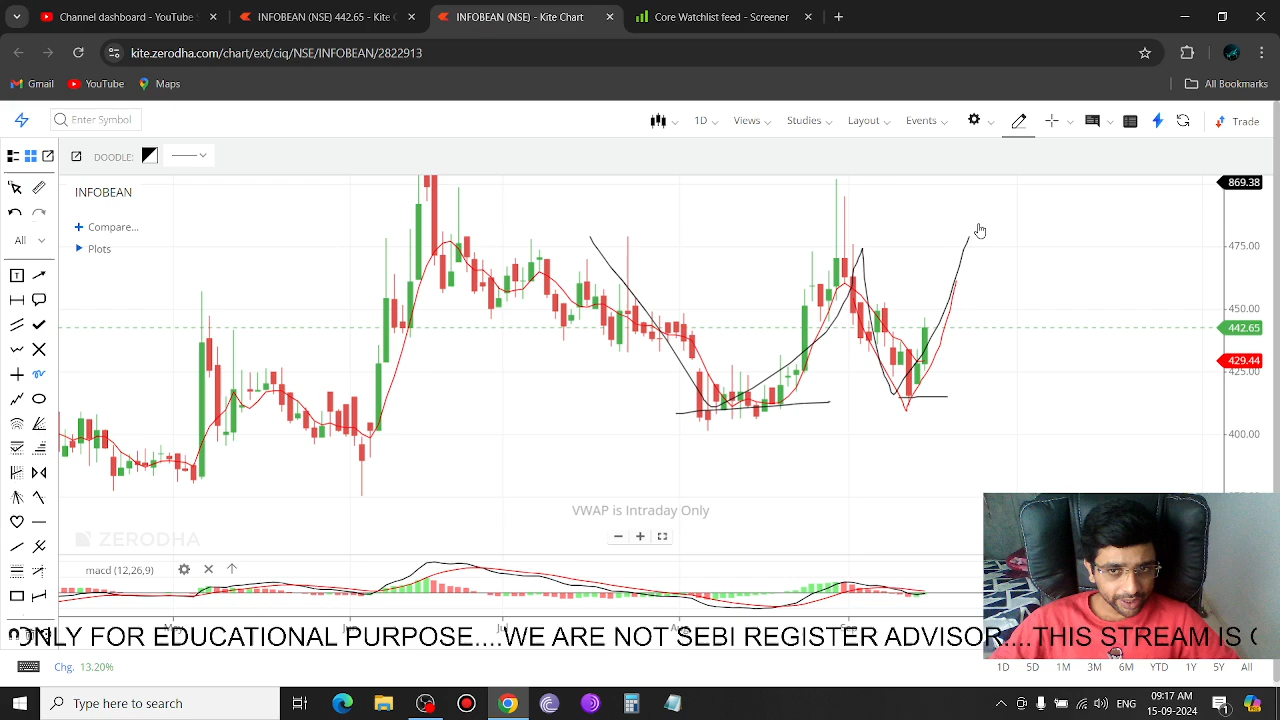 Channel dashboard - YouTube S
INFOBEAN (NSE) 442.65 - Kite C
INFOBEAN (NSE) - Kite Chart
Core Watchlist feed - Screener
kite.zerodha.com/chart/ext/ciq/NSE/INFOBEAN/2822913
Gmail YouTube Maps All Bookmarks
Enter Symbol 1D Views Studies Layout Events Trade
DOODLE:
INFOBEAN 869.38
Compare...
Plots 475.00
All
450.00
442.65
429.44
425.00
400.00
VWAP is Intraday Only
ZERODHA
macd (12,26,9)
May Jul Aug Sep
ONLY FOR EDUCATIONAL PURPOSE....WE ARE NOT SEBI REGISTER ADVISOR....THIS STREAM IS
Chg. 13.20% 1D 5D 1M 3M 6M YTD 1Y 5Y All
Type here to search ENG 09:17 AM
15-09-2024